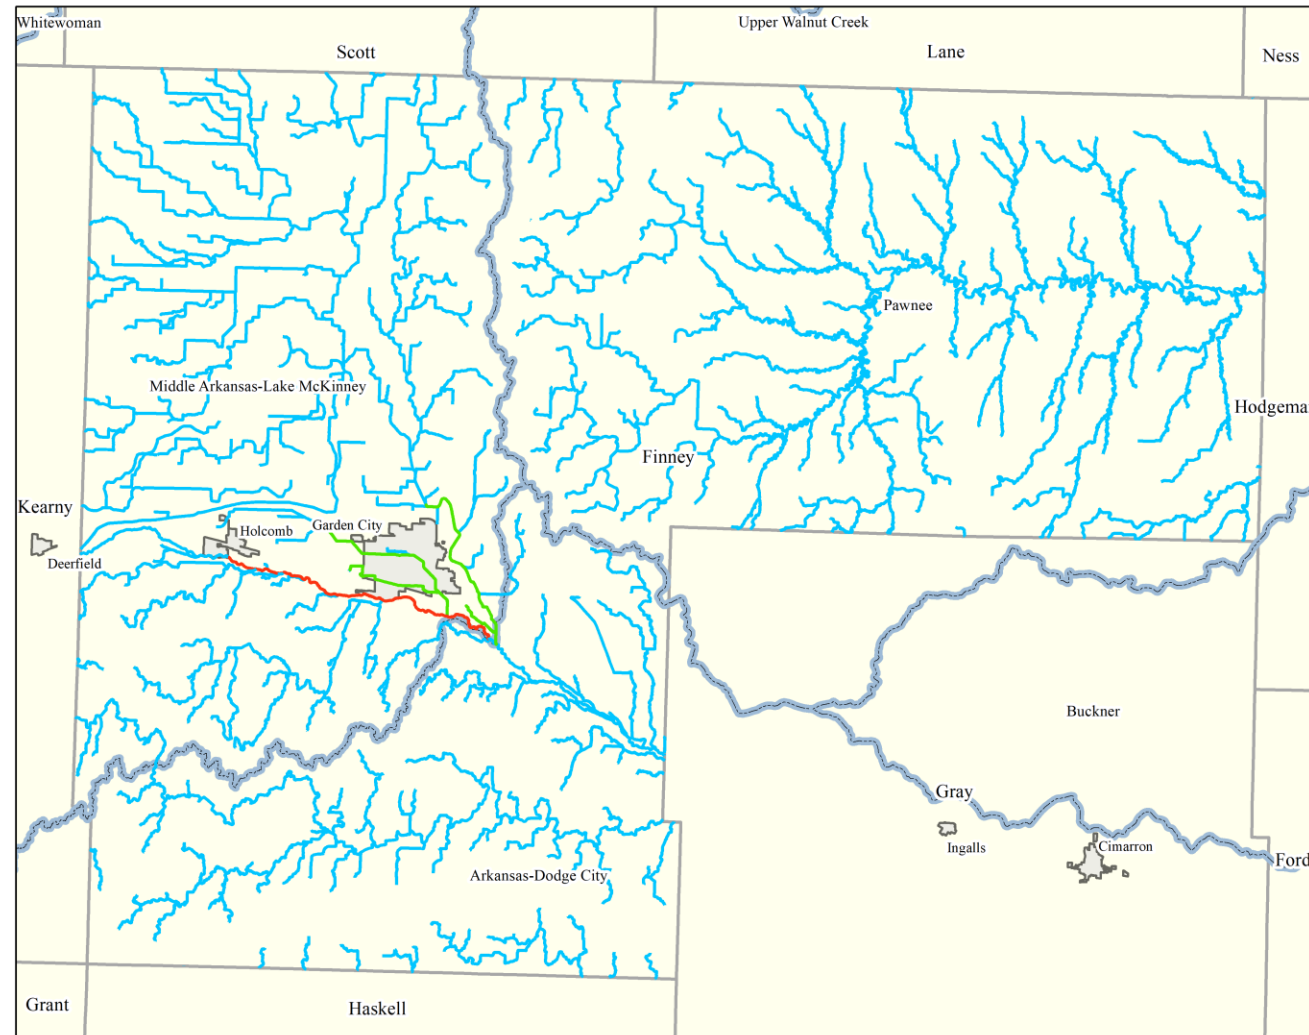 Whitewoman
Upper Walnut Creek
Scott
Lane
Ness
Pawnee
Middle Arkansas-Lake McKinney
Hodgema
Finney
Kearny
Garden City
Holcomb
Deerfield
Buckner
Gray
Ingalls
Cimarron
Ford
Arkansas-Dodge City
Grant
Haskell